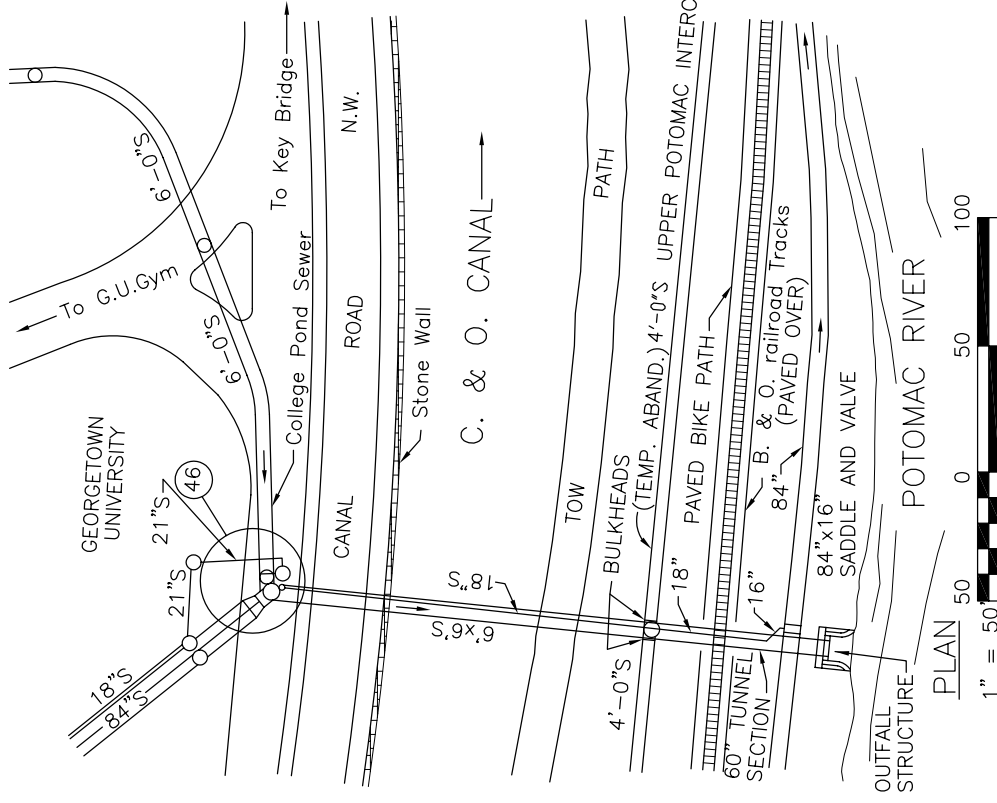 6'-0"S
To Key Bridge
N.W.
To G.U.Gym
6'-0"S
College Pond Sewer
GEORGETOWN
UNIVERSITY
21"S
46
21"S
18"S
84"S
CANAL
ROAD
Stone Wall
C. & O. CANAL
TOW
PATH
18"S
6'x6'S
BULKHEADS
(TEMP. ABAND.) 4'-0"S UPPER POTOMAC INTERC
4'-0"S
18"
PAVED BIKE PATH
B. & O. railroad Tracks
(PAVED OVER)
84"
16"
60" TUNNEL
SECTION
84"x16"
SADDLE AND VALVE
OUTFALL
STRUCTURE
POTOMAC RIVER
PLAN
1" = 50'
50
0
50
100